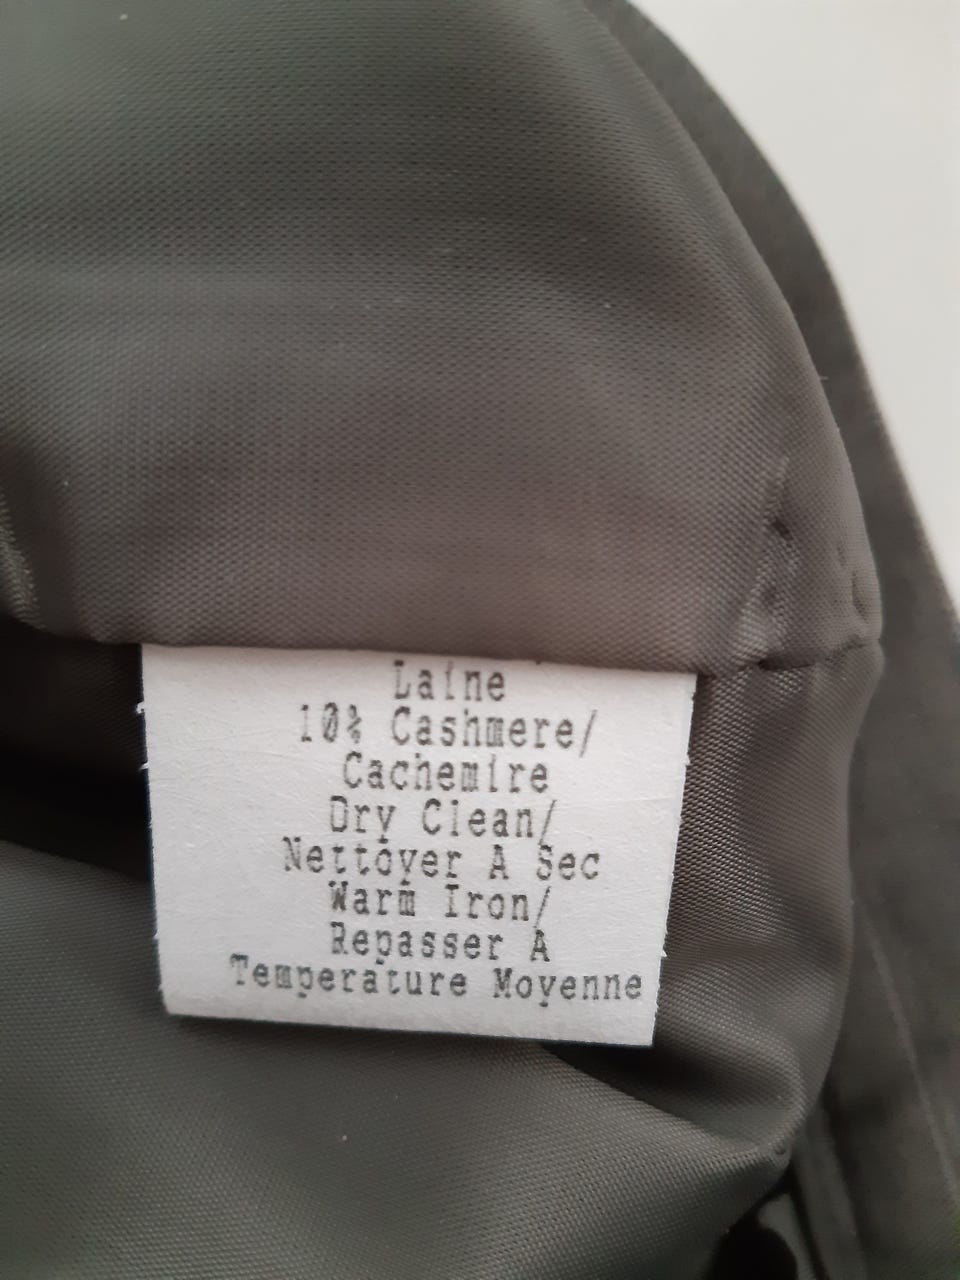 Laine
10% Cashmere/
Cachemire
Dry Clean/
Nettoyer A Sec
Warm Iron/
Repasser A
Temperature Moyenne